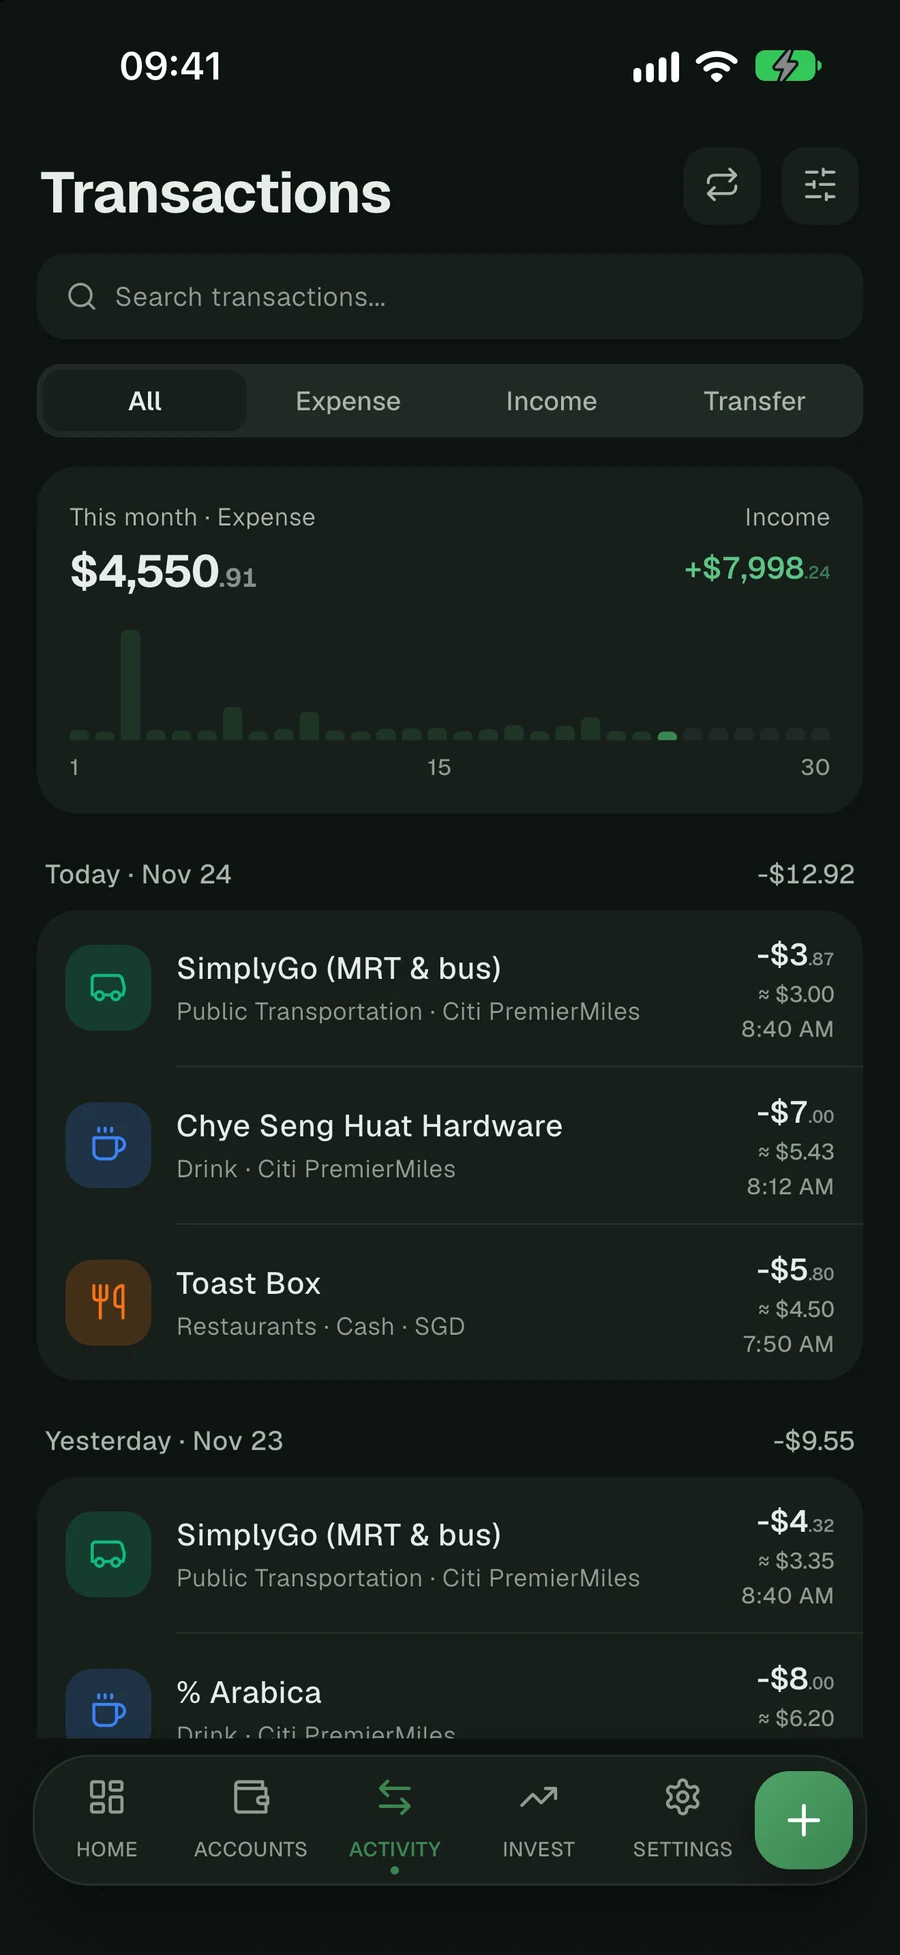 09:41
Transactions
Search transactions...
All Expense Income Transfer
This month · Expense Income
$4,550.91 +$7,998.24
1 15 30
Today · Nov 24 -$12.92
SimplyGo (MRT & bus) -$3.87
Public Transportation · Citi PremierMiles ≈ $3.00
8:40 AM
Chye Seng Huat Hardware -$7.00
Drink · Citi PremierMiles ≈ $5.43
8:12 AM
Toast Box -$5.80
Restaurants · Cash · SGD ≈ $4.50
7:50 AM
Yesterday · Nov 23 -$9.55
SimplyGo (MRT & bus) -$4.32
Public Transportation · Citi PremierMiles ≈ $3.35
8:40 AM
% Arabica -$8.00
Drink · Citi PremierMiles ≈ $6.20
HOME ACCOUNTS ACTIVITY INVEST SETTINGS